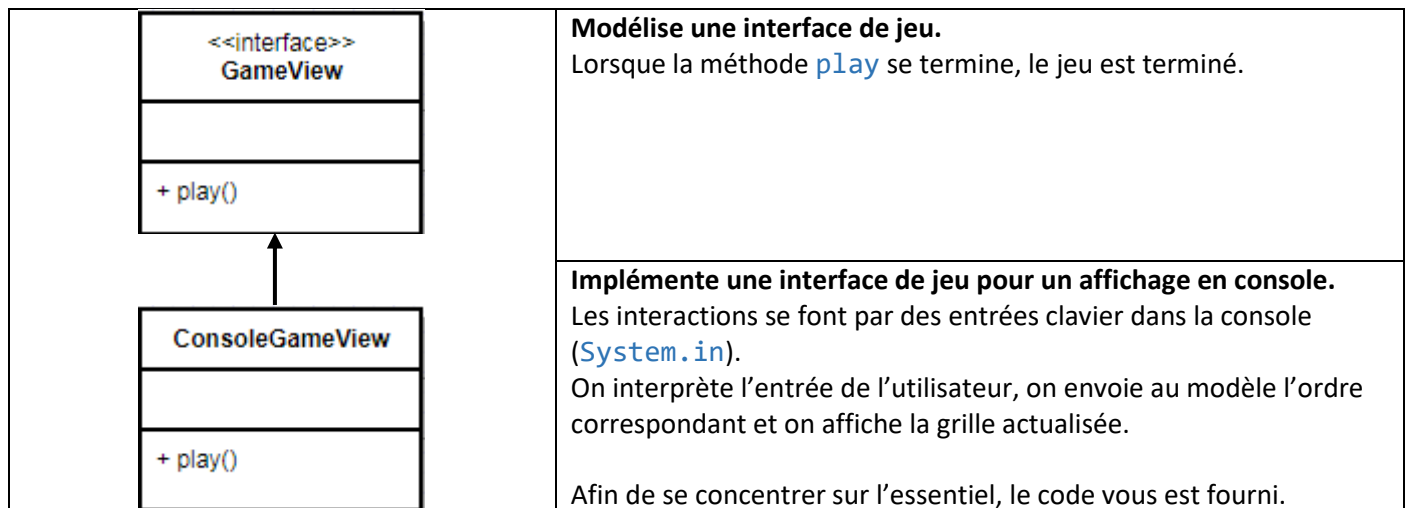 <<interface>>
GameView
+ play()
Modélise une interface de jeu.
Lorsque la méthode play se termine, le jeu est terminé.
ConsoleGameView
+ play()
Implémente une interface de jeu pour un affichage en console.
Les interactions se font par des entrées clavier dans la console
(System.in).
On interprète l’entrée de l’utilisateur, on envoie au modèle l’ordre
correspondant et on affiche la grille actualisée.
Afin de se concentrer sur l’essentiel, le code vous est fourni.